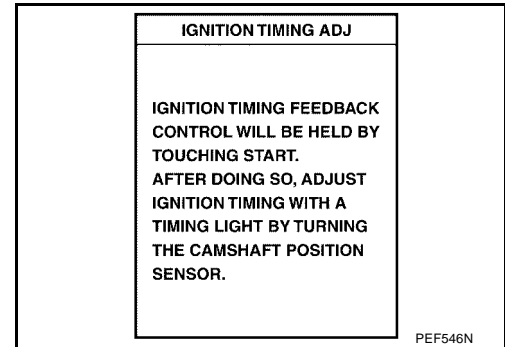 IGNITION TIMING ADJ
IGNITION TIMING FEEDBACK
CONTROL WILL BE HELD BY
TOUCHING START.
AFTER DOING SO, ADJUST
IGNITION TIMING WITH A
TIMING LIGHT BY TURNING
THE CAMSHAFT POSITION
SENSOR.
PEF546N